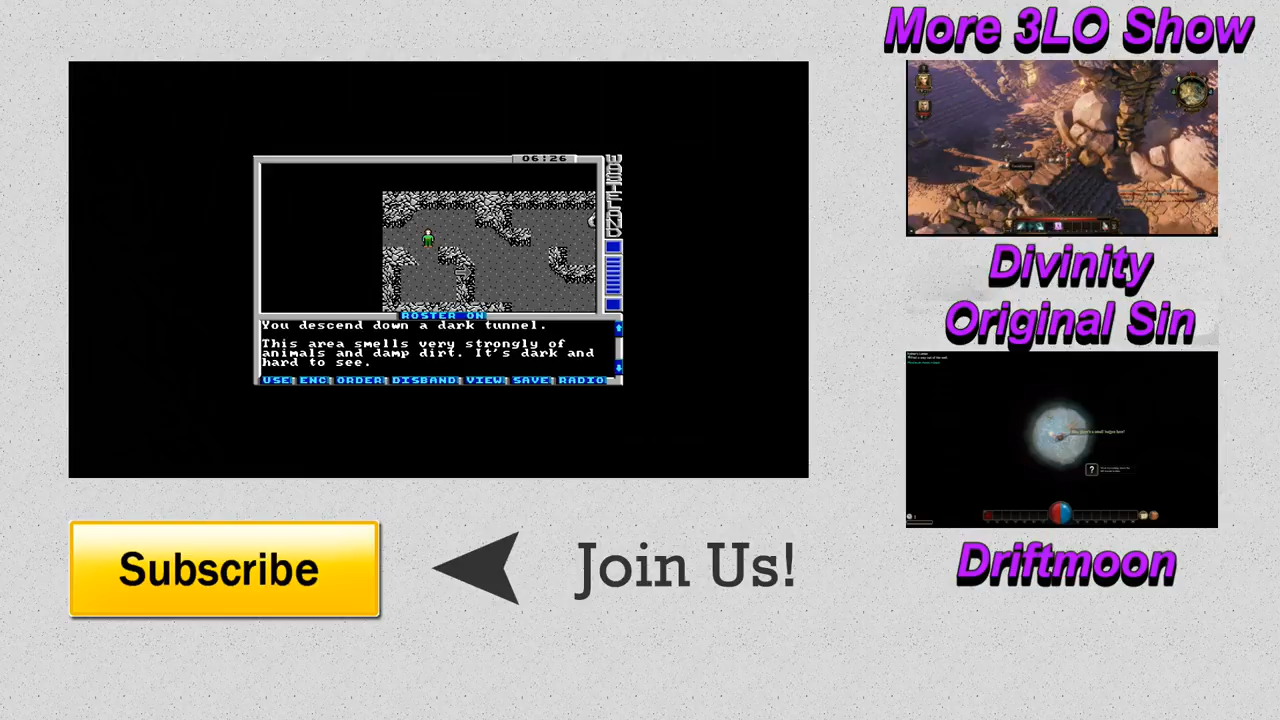 More 3LO Show
06:26
WASTELAND
ROSTER ON
You descend down a dark tunnel.
This area smells very strongly of
animals and damp dirt. It's dark and
hard to see.
USE ENC ORDER DISBAND VIEW SAVE RADIO
Divinity
Original Sin
Subscribe
Join Us!
Driftmoon